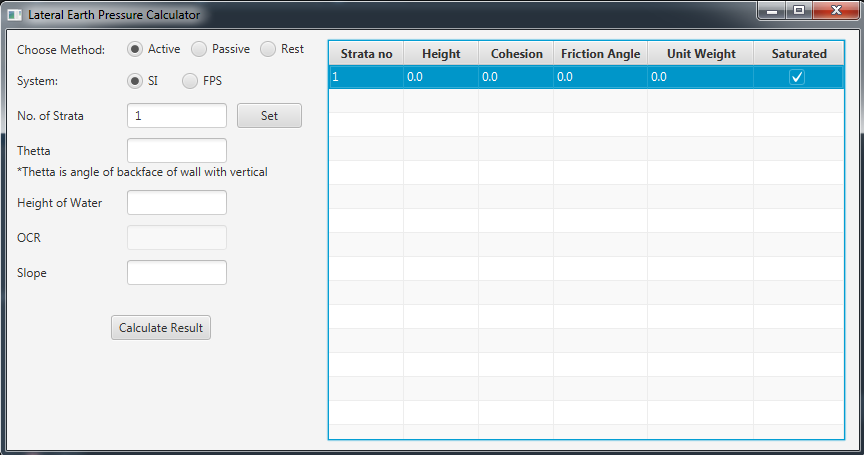 Lateral Earth Pressure Calculator
Choose Method: Active Passive Rest
System: SI FPS
No. of Strata 1 Set
Thetta
*Thetta is angle of backface of wall with vertical
Height of Water
OCR
Slope
Calculate Result
Strata no Height Cohesion Friction Angle Unit Weight Saturated
1 0.0 0.0 0.0 0.0